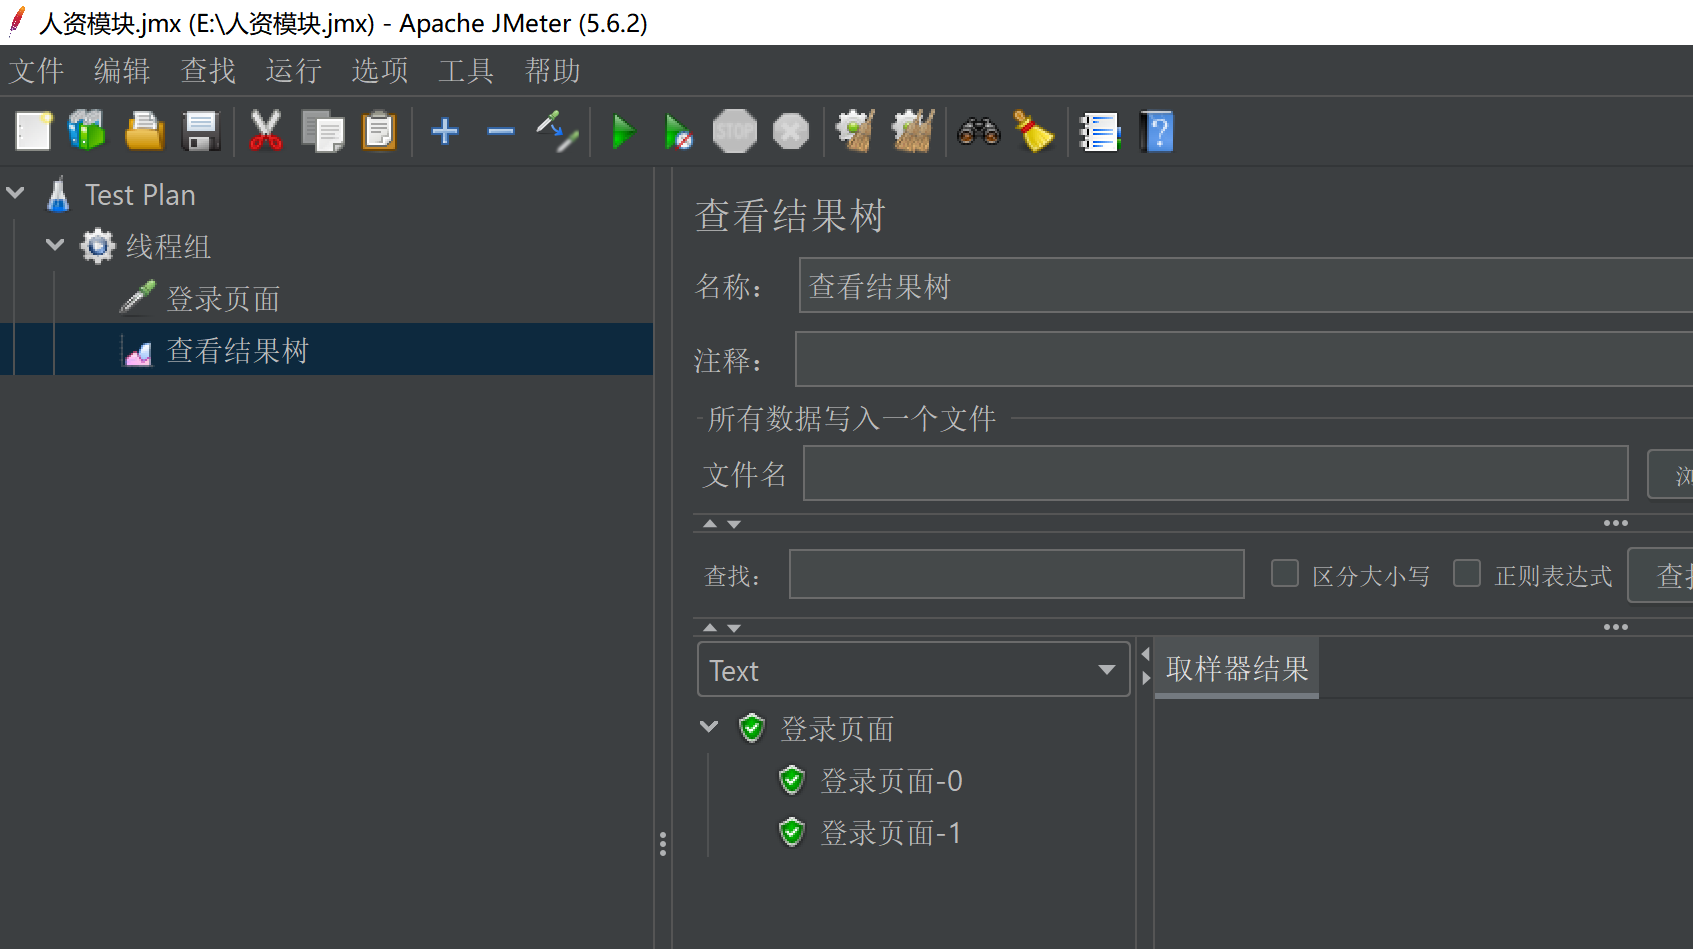 人资模块.jmx (E:\人资模块.jmx) - Apache JMeter (5.6.2)
文件 编辑 查找 运行 选项 工具 帮助
STOP
Test Plan
线程组
登录页面
查看结果树
查看结果树
名称： 查看结果树
注释：
所有数据写入一个文件
文件名 浏
查找： 区分大小写 正则表达式 查找
Text 取样器结果
登录页面
登录页面-0
登录页面-1